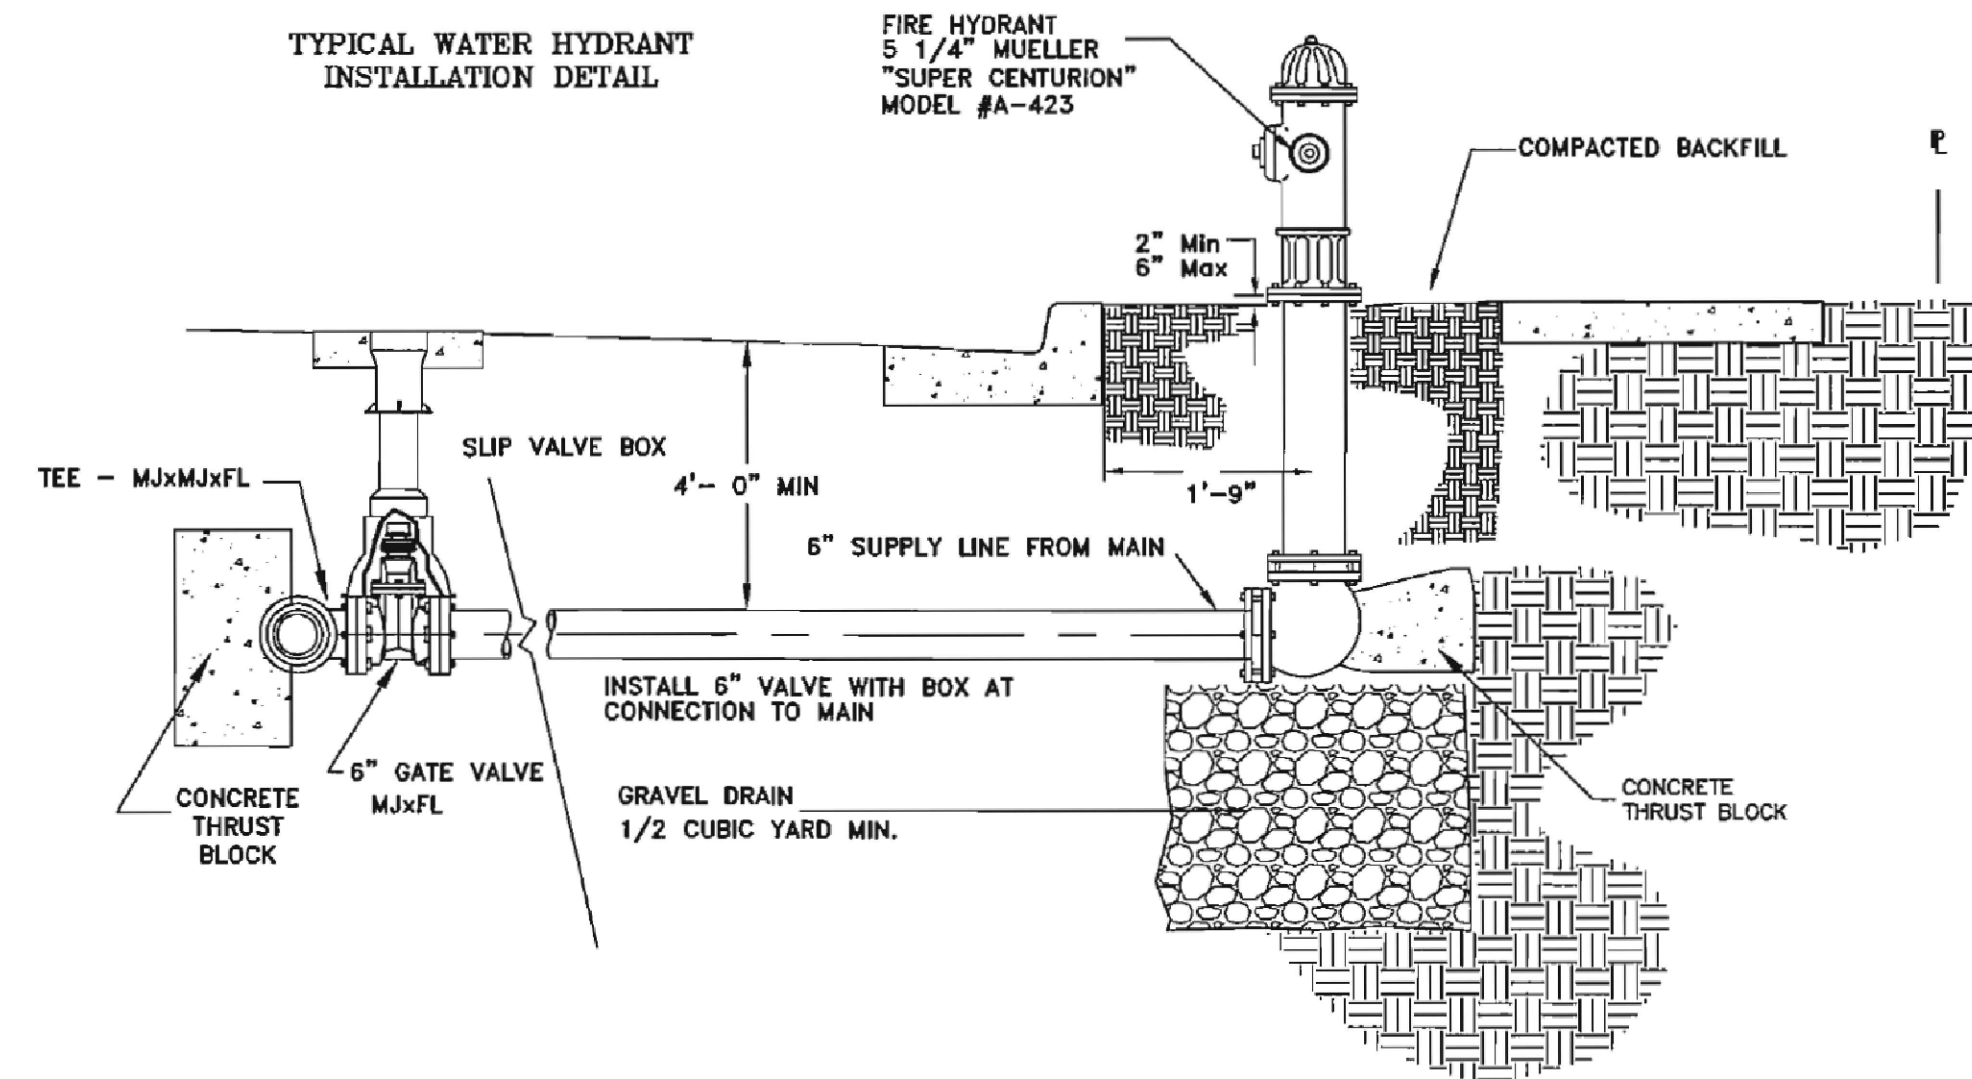 TYPICAL WATER HYDRANT
INSTALLATION DETAIL
FIRE HYDRANT
5 1/4" MUELLER
"SUPER CENTURION"
MODEL #A-423
COMPACTED BACKFILL
PL
2" Min
6" Max
SLIP VALVE BOX
TEE - MJxMJxFL
4'- 0" MIN
1'-9"
6" SUPPLY LINE FROM MAIN
INSTALL 6" VALVE WITH BOX AT
CONNECTION TO MAIN
6" GATE VALVE
MJxFL
CONCRETE
THRUST
BLOCK
GRAVEL DRAIN
1/2 CUBIC YARD MIN.
CONCRETE
THRUST BLOCK